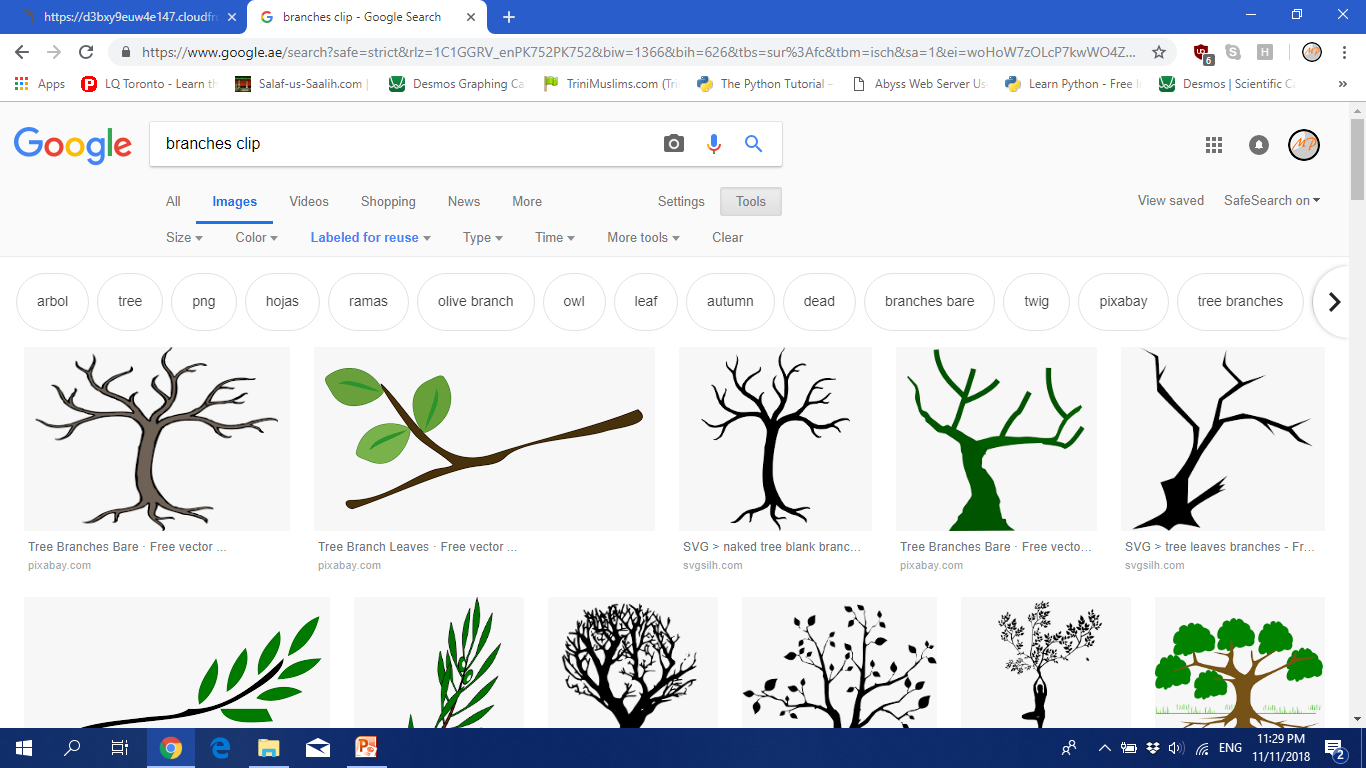 https://d3bxy9euw4e147.cloudfro
branches clip - Google Search
https://www.google.ae/search?safe=strict&rlz=1C1GGRV_enPK752PK752&biw=1366&bih=626&tbs=sur%3Afc&tbm=isch&sa=1&ei=woHoW7zOLcP7kwWO4Z...
6
H
MP
Apps
LQ Toronto - Learn th
Salaf-us-Saalih.com |
Desmos Graphing Ca
TriniMuslims.com (Tri
The Python Tutorial –
Abyss Web Server Us
Learn Python - Free I
Desmos | Scientific Ca
»
Google
branches clip
MP
All
Images
Videos
Shopping
News
More
Settings
Tools
View saved
SafeSearch on
Size
Color
Labeled for reuse
Type
Time
More tools
Clear
arbol
tree
png
hojas
ramas
olive branch
owl
leaf
autumn
dead
branches bare
twig
pixabay
tree branches
Tree Branches Bare · Free vector ...
pixabay.com
Tree Branch Leaves · Free vector ...
pixabay.com
SVG > naked tree blank branc...
svgsilh.com
Tree Branches Bare · Free vecto...
pixabay.com
SVG > tree leaves branches - Fr...
svgsilh.com
ENG
11:29 PM
11/11/2018
2